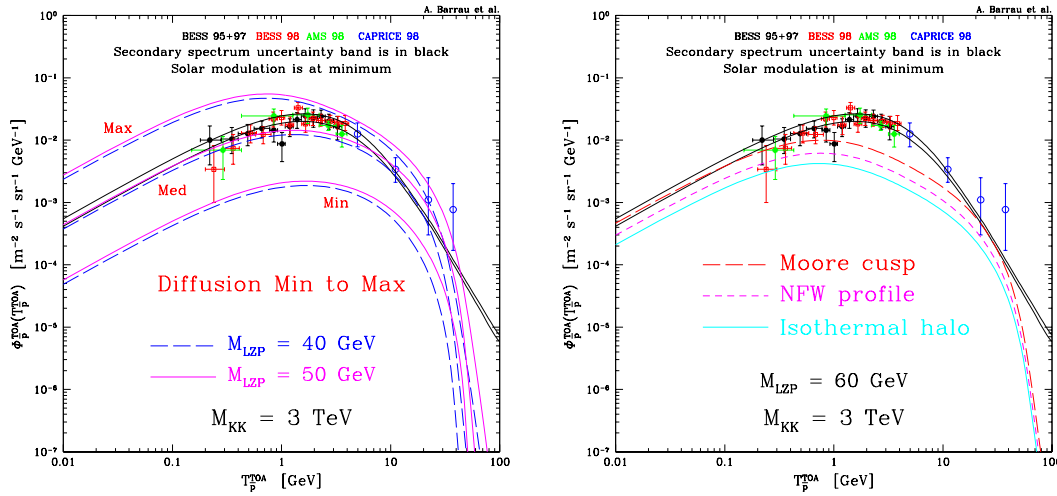 A. Barrau et al.
BESS 95+97 BESS 98 AMS 98 CAPRICE 98
Secondary spectrum uncertainty band is in black
Solar modulation is at minimum
Max
Med
Min
Diffusion Min to Max
M_LZP = 40 GeV
M_LZP = 50 GeV
M_KK = 3 TeV
Φ_p̄^TOA(T_p̄^TOA) [m⁻² s⁻¹ sr⁻¹ GeV⁻¹]
10⁰
10⁻¹
10⁻²
10⁻³
10⁻⁴
10⁻⁵
10⁻⁶
10⁻⁷
0.01 0.1 1 10 100
T_p̄^TOA [GeV]
A. Barrau et al.
BESS 95+97 BESS 98 AMS 98 CAPRICE 98
Secondary spectrum uncertainty band is in black
Solar modulation is at minimum
Moore cusp
NFW profile
Isothermal halo
M_LZP = 60 GeV
M_KK = 3 TeV
Φ_p̄^TOA(T_p̄^TOA) [m⁻² s⁻¹ sr⁻¹ GeV⁻¹]
10⁰
10⁻¹
10⁻²
10⁻³
10⁻⁴
10⁻⁵
10⁻⁶
10⁻⁷
0.01 0.1 1 10 100
T_p̄^TOA [GeV]